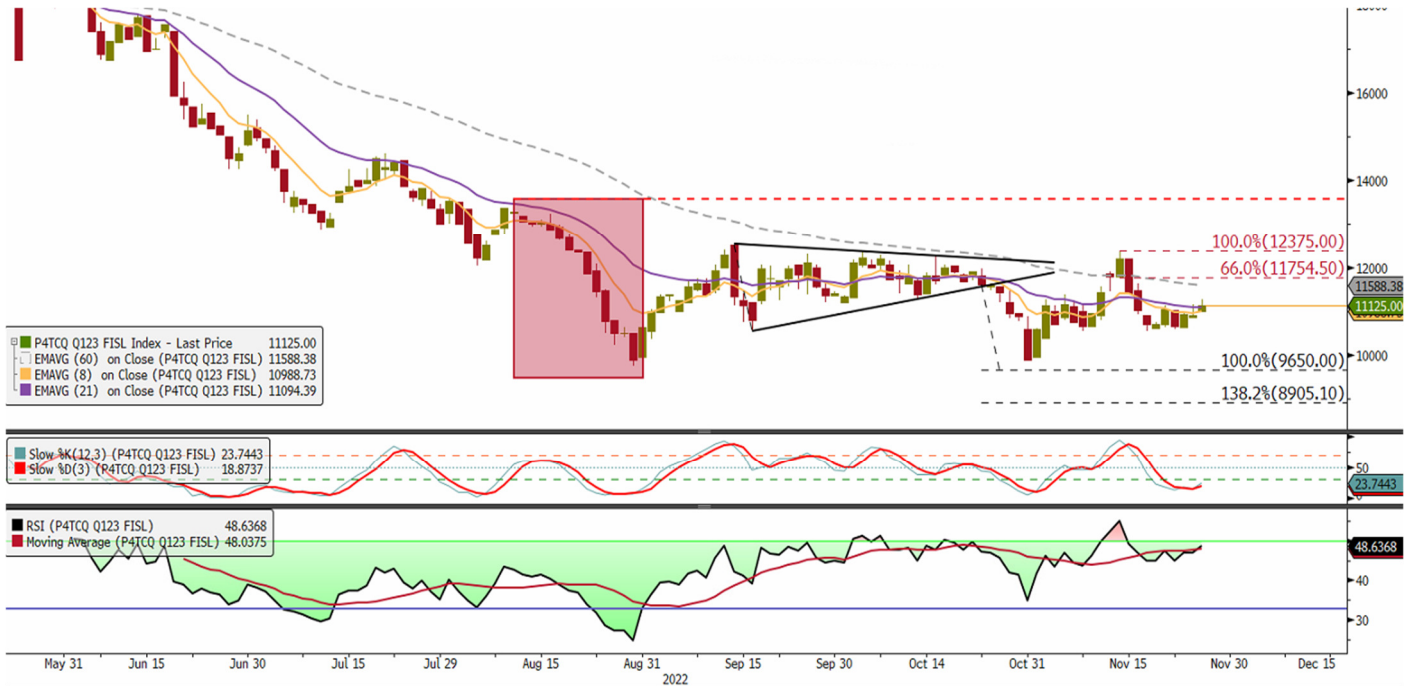 18000
16000
14000
12000
10000
100.0%(12375.00)
66.0%(11754.50)
11588.38
11125.00
100.0%(9650.00)
138.2%(8905.10)
P4TCQ Q123 FISL Index - Last Price 11125.00
EMAVG (60) on Close (P4TCQ Q123 FISL) 11588.38
EMAVG (8) on Close (P4TCQ Q123 FISL) 10988.73
EMAVG (21) on Close (P4TCQ Q123 FISL) 11094.39
Slow %K(12,3) (P4TCQ Q123 FISL) 23.7443
Slow %D(3) (P4TCQ Q123 FISL) 18.8737
50
23.7443
0
RSI (P4TCQ Q123 FISL) 48.6368
Moving Average (P4TCQ Q123 FISL) 48.0375
48.6368
40
30
May 31 Jun 15 Jun 30 Jul 15 Jul 29 Aug 15 Aug 31 Sep 15 Sep 30 Oct 14 Oct 31 Nov 15 Nov 30 Dec 15
2022